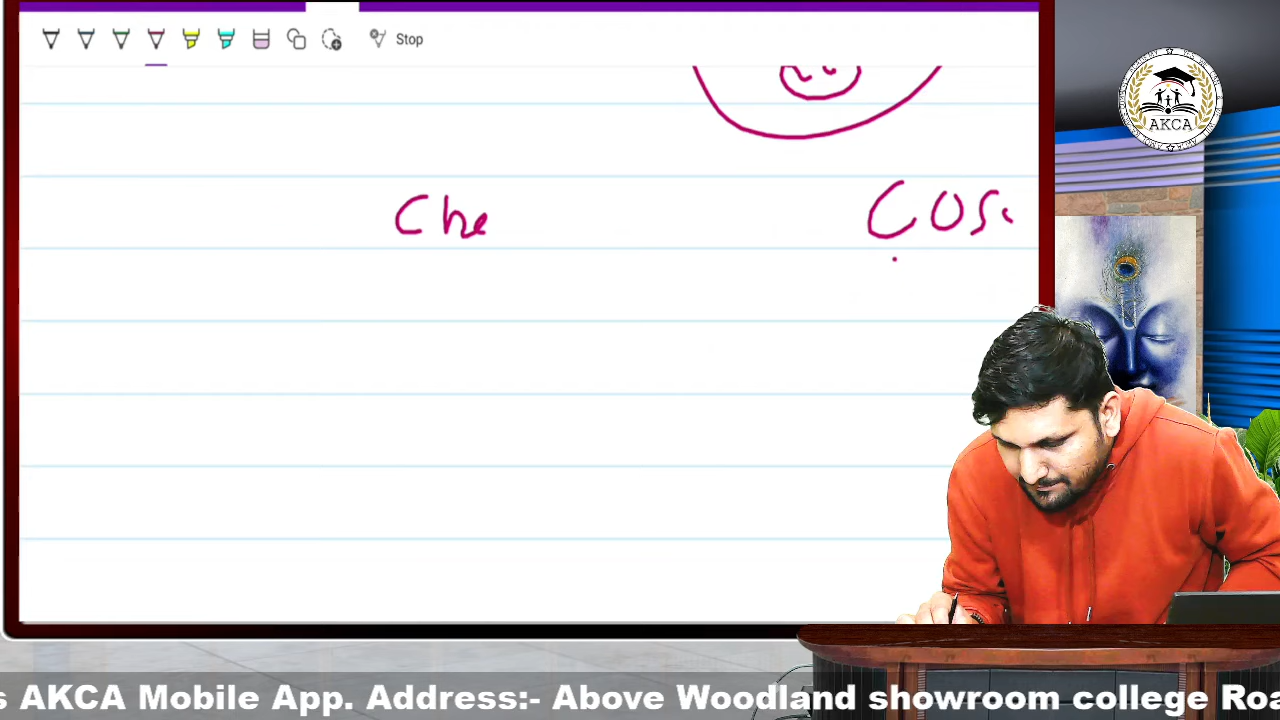 Stop
AKCA
Che
Cos
s AKCA Mobile App. Address:- Above Woodland showroom college Roa